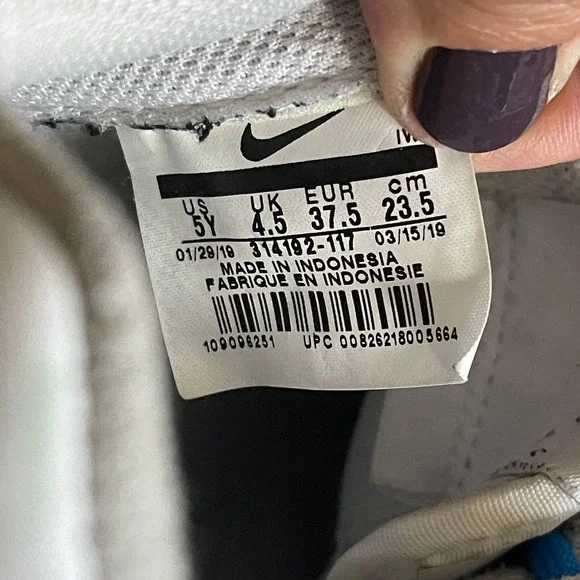 US UK EUR cm
5Y 4.5 37.5 23.5
01/29/19 314192-117 03/15/19
MADE IN INDONESIA
FABRIQUE EN INDONESIE
109096251 UPC 00826218005664